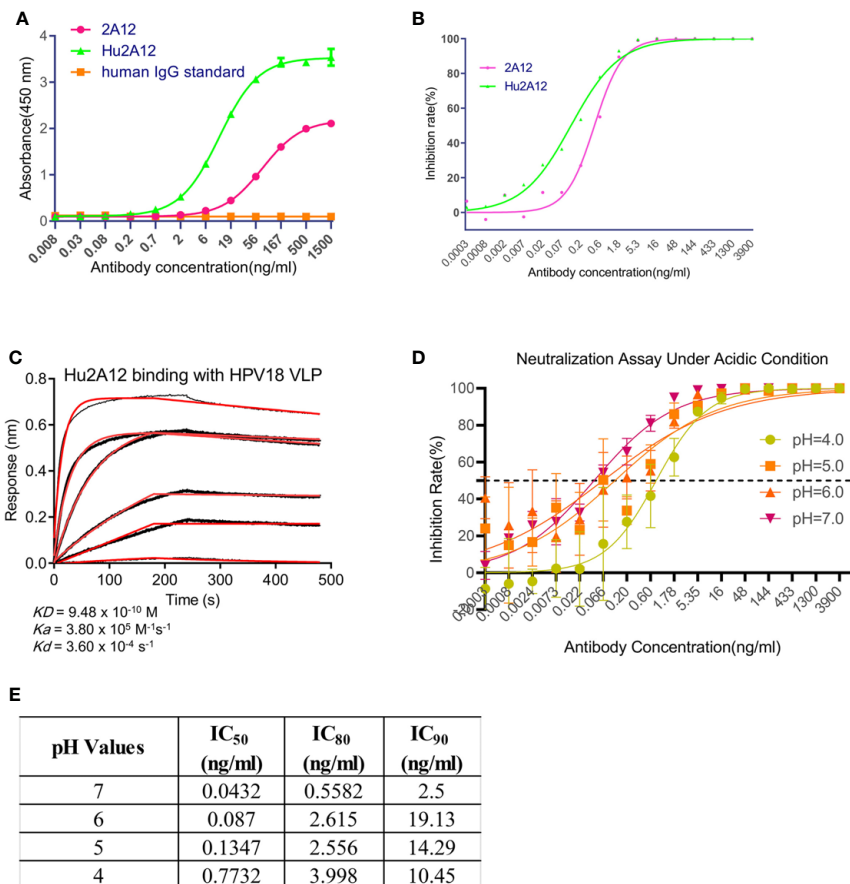 A
2A12
Hu2A12
human IgG standard
Absorbance(450 nm)
4
3
2
1
0
0.008 0.03 0.08 0.2 0.7 2 6 19 56 167 500 1500
Antibody concentration(ng/ml)
B
2A12
Hu2A12
Inhibition rate(%)
100
80
60
40
20
0
0.0003 0.0008 0.002 0.007 0.02 0.07 0.2 0.6 1.8 5.3 16 48 144 433 1300 3900
Antibody concentration(ng/ml)
C
Hu2A12 binding with HPV18 VLP
Response (nm)
0.8
0.6
0.4
0.2
0.0
0 100 200 300 400 500
Time (s)
KD = 9.48 x 10⁻¹⁰ M
Ka = 3.80 x 10⁵ M⁻¹s⁻¹
Kd = 3.60 x 10⁻⁴ s⁻¹
D
Neutralization Assay Under Acidic Condition
Inhibition Rate(%)
100
80
60
40
20
0
pH=4.0
pH=5.0
pH=6.0
pH=7.0
0.0003 0.0008 0.0024 0.0073 0.022 0.066 0.20 0.60 1.78 5.35 16 48 144 433 1300 3900
Antibody Concentration(ng/ml)
E
pH Values IC₅₀ (ng/ml) IC₈₀ (ng/ml) IC₉₀ (ng/ml)
7 0.0432 0.5582 2.5
6 0.087 2.615 19.13
5 0.1347 2.556 14.29
4 0.7732 3.998 10.45